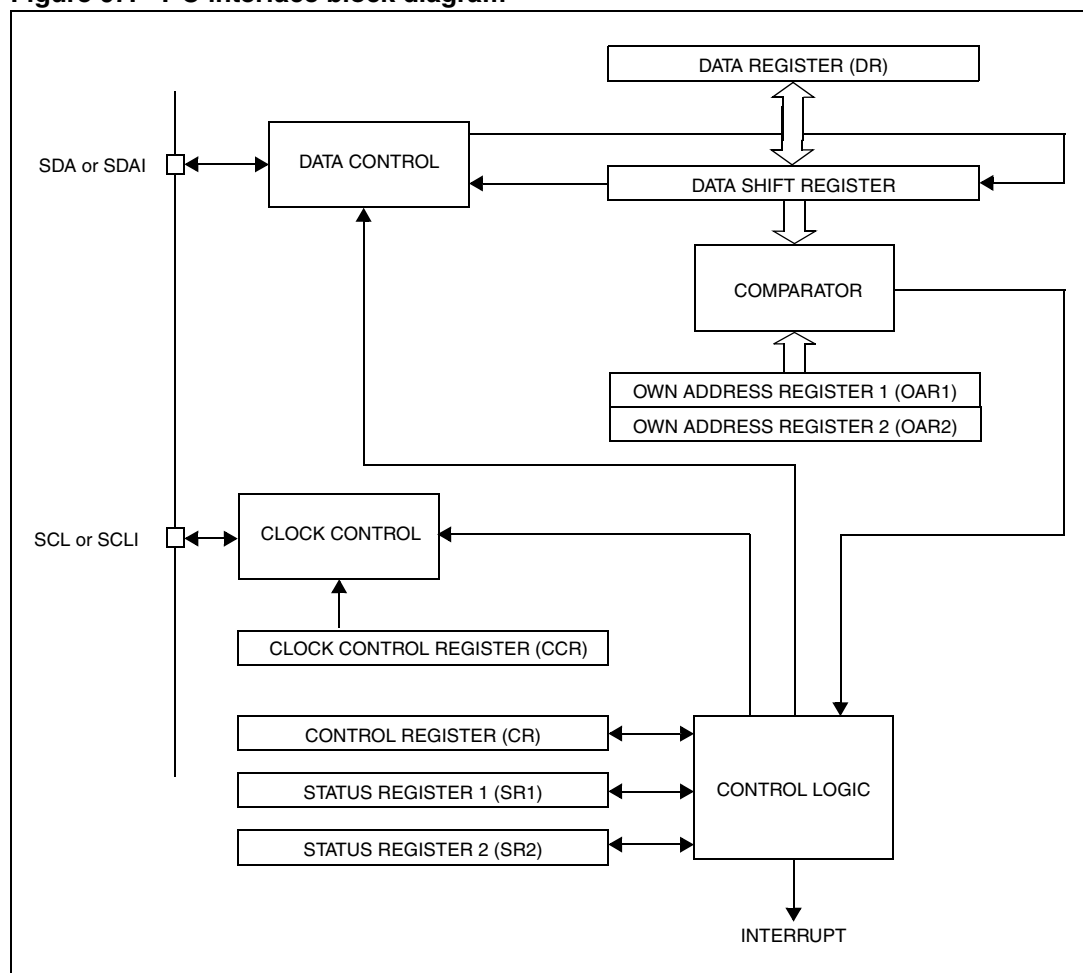 DATA REGISTER (DR)
SDA or SDAI
DATA CONTROL
DATA SHIFT REGISTER
COMPARATOR
OWN ADDRESS REGISTER 1 (OAR1)
OWN ADDRESS REGISTER 2 (OAR2)
SCL or SCLI
CLOCK CONTROL
CLOCK CONTROL REGISTER (CCR)
CONTROL REGISTER (CR)
STATUS REGISTER 1 (SR1)
CONTROL LOGIC
STATUS REGISTER 2 (SR2)
INTERRUPT